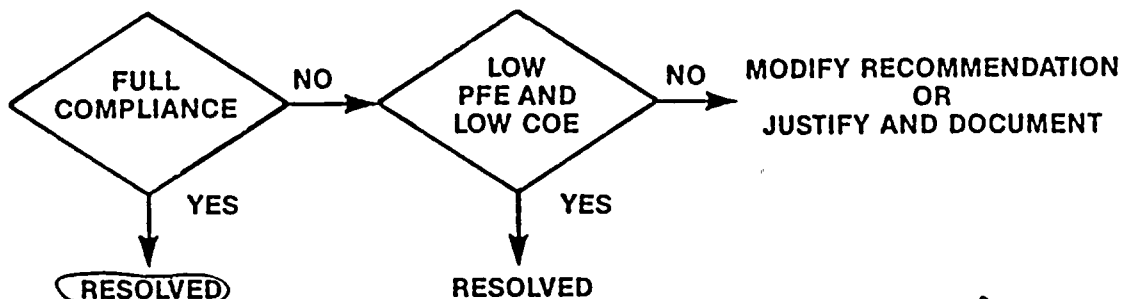 FULL
COMPLIANCE
NO
LOW
PFE AND
LOW COE
NO
MODIFY RECOMMENDATION
OR
JUSTIFY AND DOCUMENT
YES
YES
RESOLVED
RESOLVED